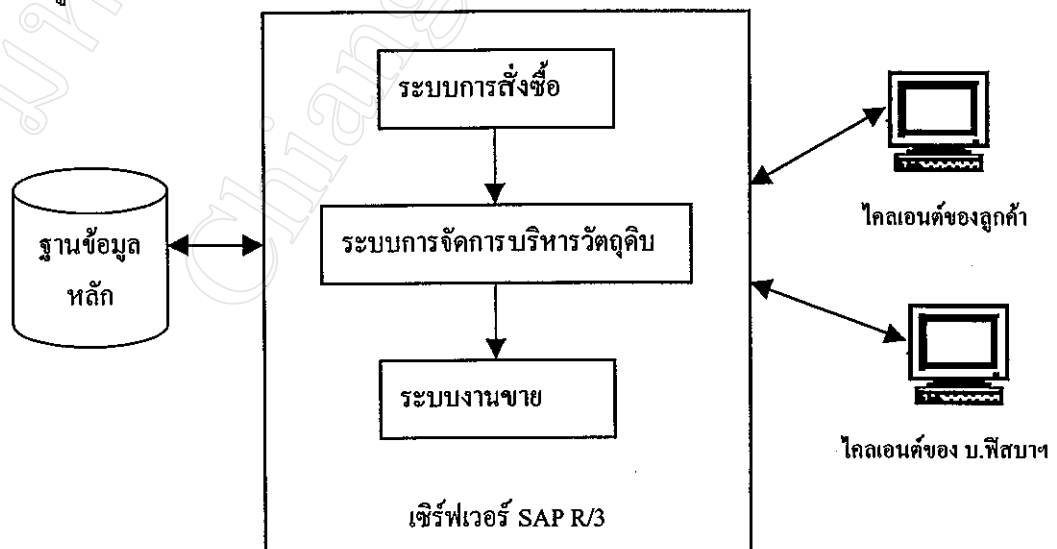 ระบบการสั่งซื้อ
ระบบการจัดการบริหารวัตถุดิบ
ระบบงานขาย
เซิร์ฟเวอร์ SAP R/3
ฐานข้อมูล
หลัก
ไคลเอนต์ของลูกค้า
ไคลเอนต์ของ บ.ฟิสบาฯ
Chiang